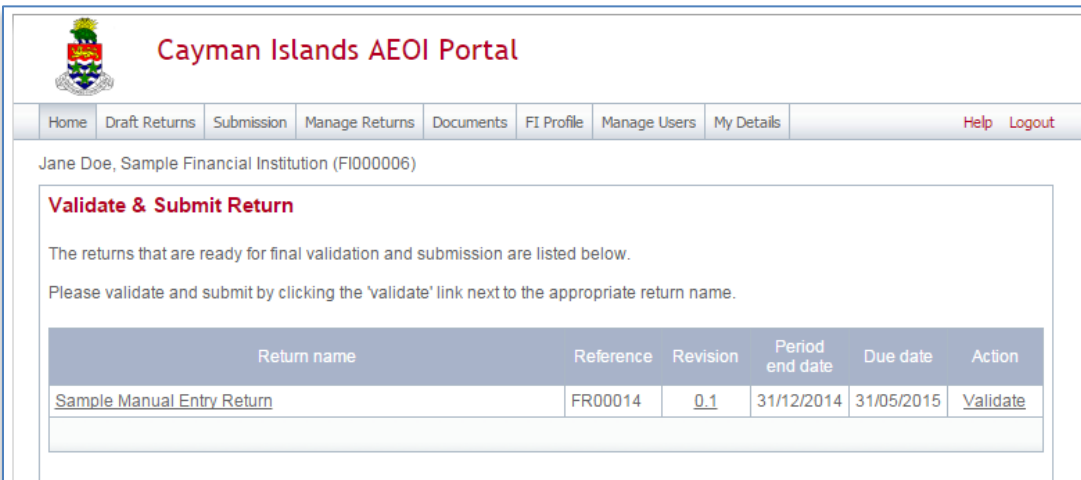 Cayman Islands AEOI Portal
Home Draft Returns Submission Manage Returns Documents FI Profile Manage Users My Details Help Logout
Jane Doe, Sample Financial Institution (FI000006)
Validate & Submit Return
The returns that are ready for final validation and submission are listed below.
Please validate and submit by clicking the 'validate' link next to the appropriate return name.
Return name Reference Revision Period end date Due date Action
Sample Manual Entry Return FR00014 0.1 31/12/2014 31/05/2015 Validate